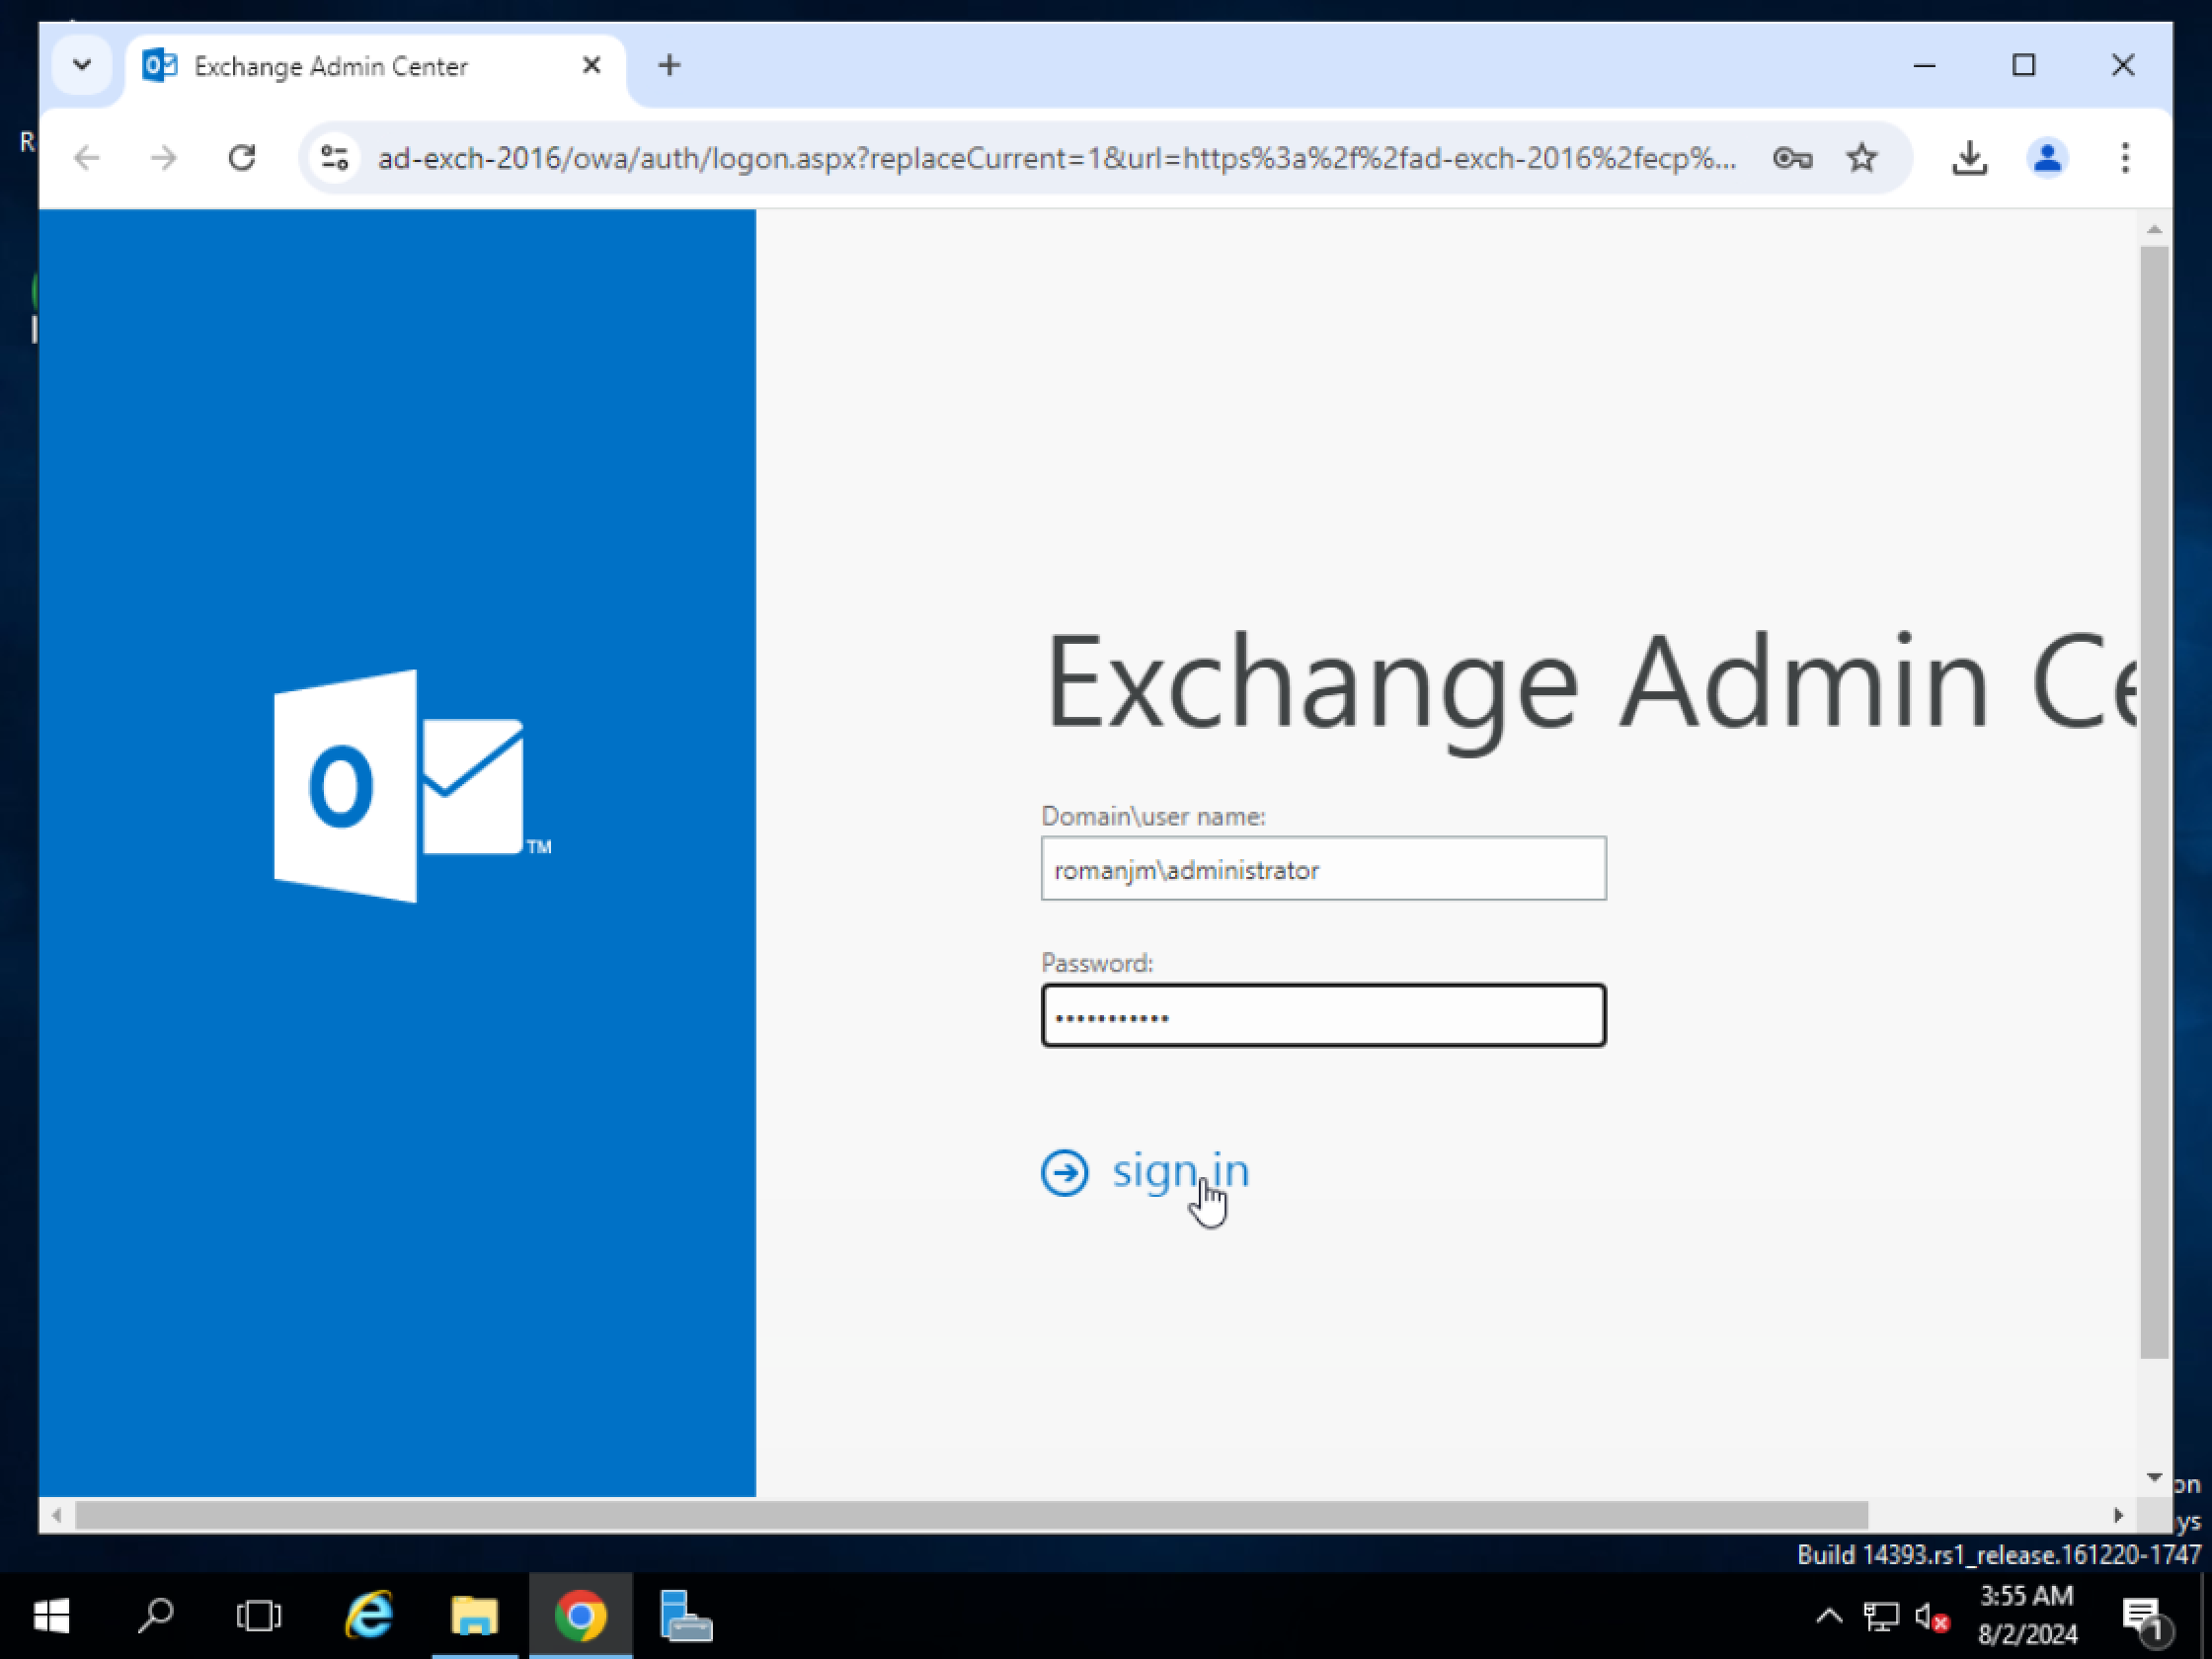 Exchange Admin Center
ad-exch-2016/owa/auth/logon.aspx?replaceCurrent=1&url=https%3a%2f%2fad-exch-2016%2fecp%...
R
O
TM
Exchange Admin Ce
Domain\user name:
romanjm\administrator
Password:
sign in
on
ys
Build 14393.rs1_release.161220-1747
3:55 AM
8/2/2024
1